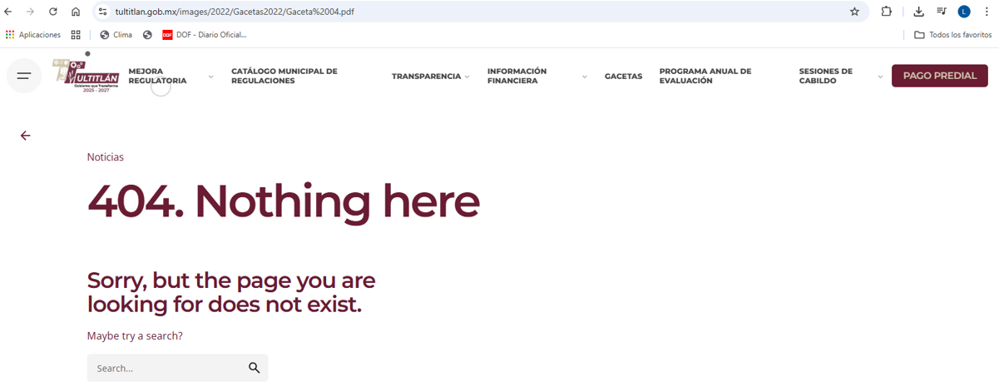 tultitlan.gob.mx/images/2022/Gacetas2022/Gaceta%2004.pdf
L
Aplicaciones
Clima
DOF
DOF - Diario Oficial...
Todos los favoritos
TULTITLÁN
Gobierno que Transforma
2025 - 2027
MEJORA
REGULATORIA
CATÁLOGO MUNICIPAL DE
REGULACIONES
TRANSPARENCIA
INFORMACIÓN
FINANCIERA
GACETAS
PROGRAMA ANUAL DE
EVALUACIÓN
SESIONES DE
CABILDO
PAGO PREDIAL
Noticias
404. Nothing here
Sorry, but the page you are
looking for does not exist.
Maybe try a search?
Search...